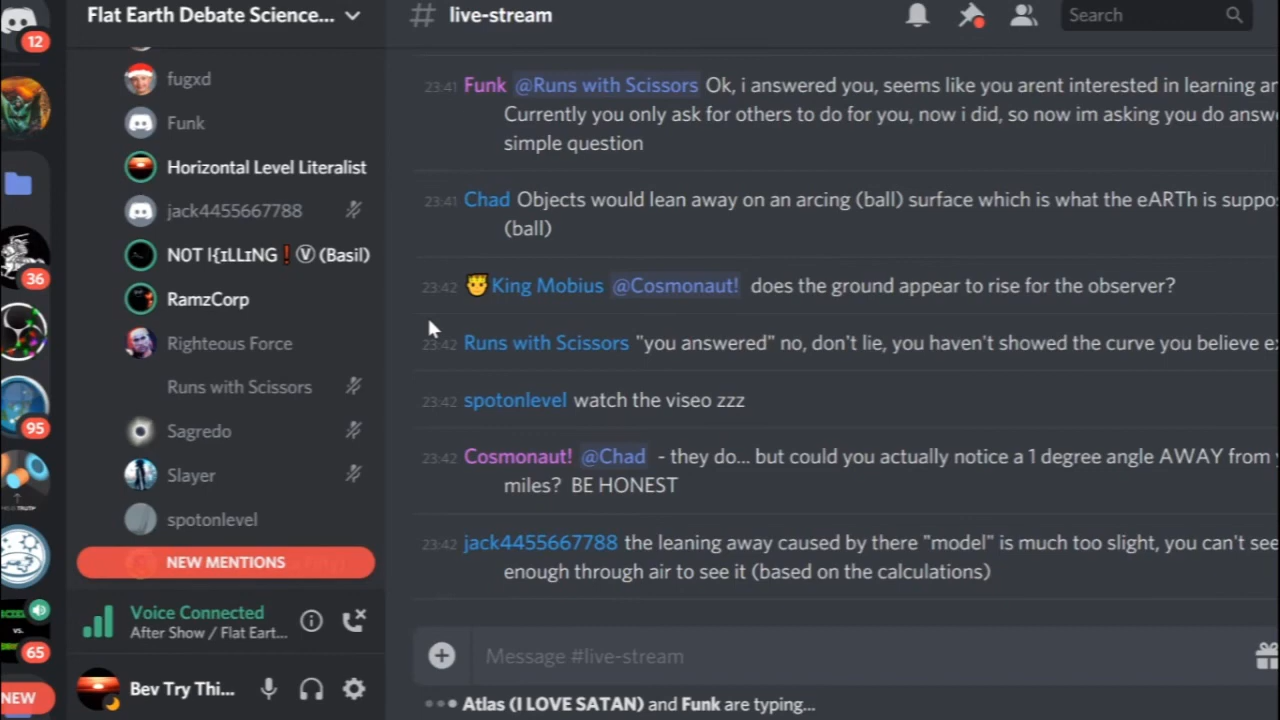 Flat Earth Debate Science...
# live-stream
Search
12
36
95
VS.
65
NEW
fugxd
Funk
Horizontal Level Literalist
jack4455667788
NOT |{ɪLLɪNG❗Ⓥ (Basil)
RamzCorp
Righteous Force
Runs with Scissors
Sagredo
Slayer
spotonlevel
NEW MENTIONS
Voice Connected
After Show / Flat Eart...
Bev Try Thi...
23:41 Funk @Runs with Scissors Ok, i answered you, seems like you arent interested in learning
Currently you only ask for others to do for you, now i did, so now im asking you do
simple question
23:41 Chad Objects would lean away on an arcing (ball) surface which is what the eARTh is
(ball)
23:42 King Mobius @Cosmonaut! does the ground appear to rise for the observer?
23:42 Runs with Scissors "you answered" no, don't lie, you haven't showed the curve you believe
23:42 spotonlevel watch the viseo zzz
23:42 Cosmonaut! @Chad - they do... but could you actually notice a 1 degree angle AWAY from
miles? BE HONEST
23:42 jack4455667788 the leaning away caused by there "model" is much too slight, you can't see
enough through air to see it (based on the calculations)
Message #live-stream
Atlas (I LOVE SATAN) and Funk are typing...